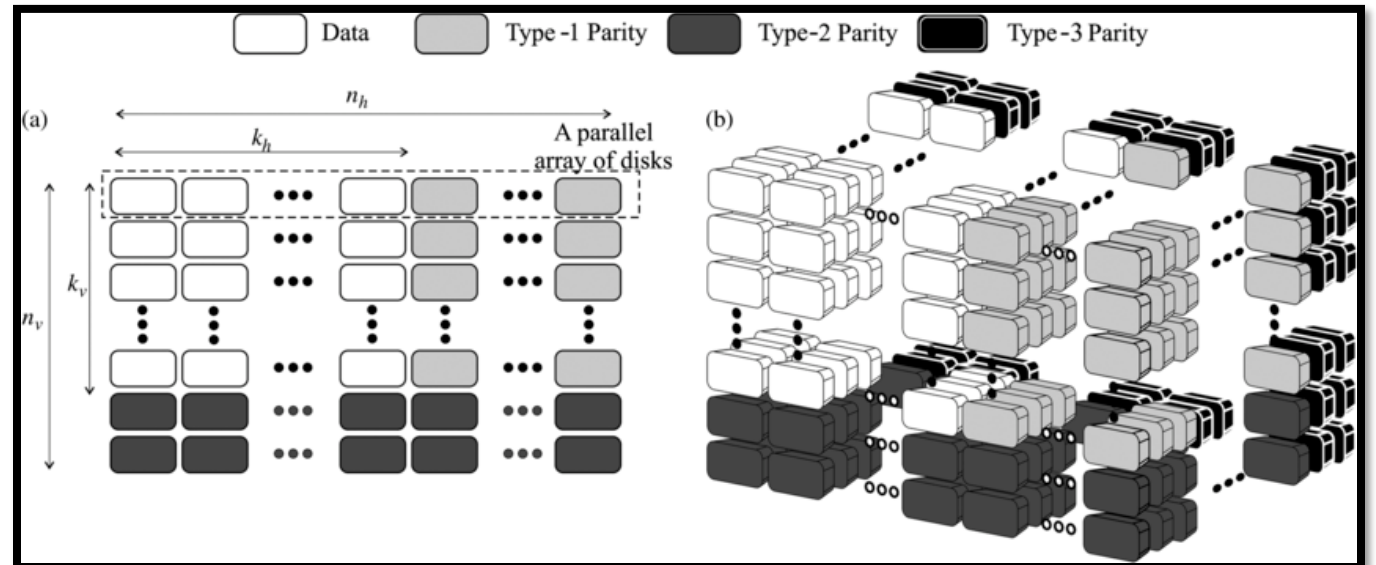 Data
Type-1 Parity
Type-2 Parity
Type-3 Parity
(a)
n_h
k_h
A parallel
array of disks
k_v
n_v
(b)